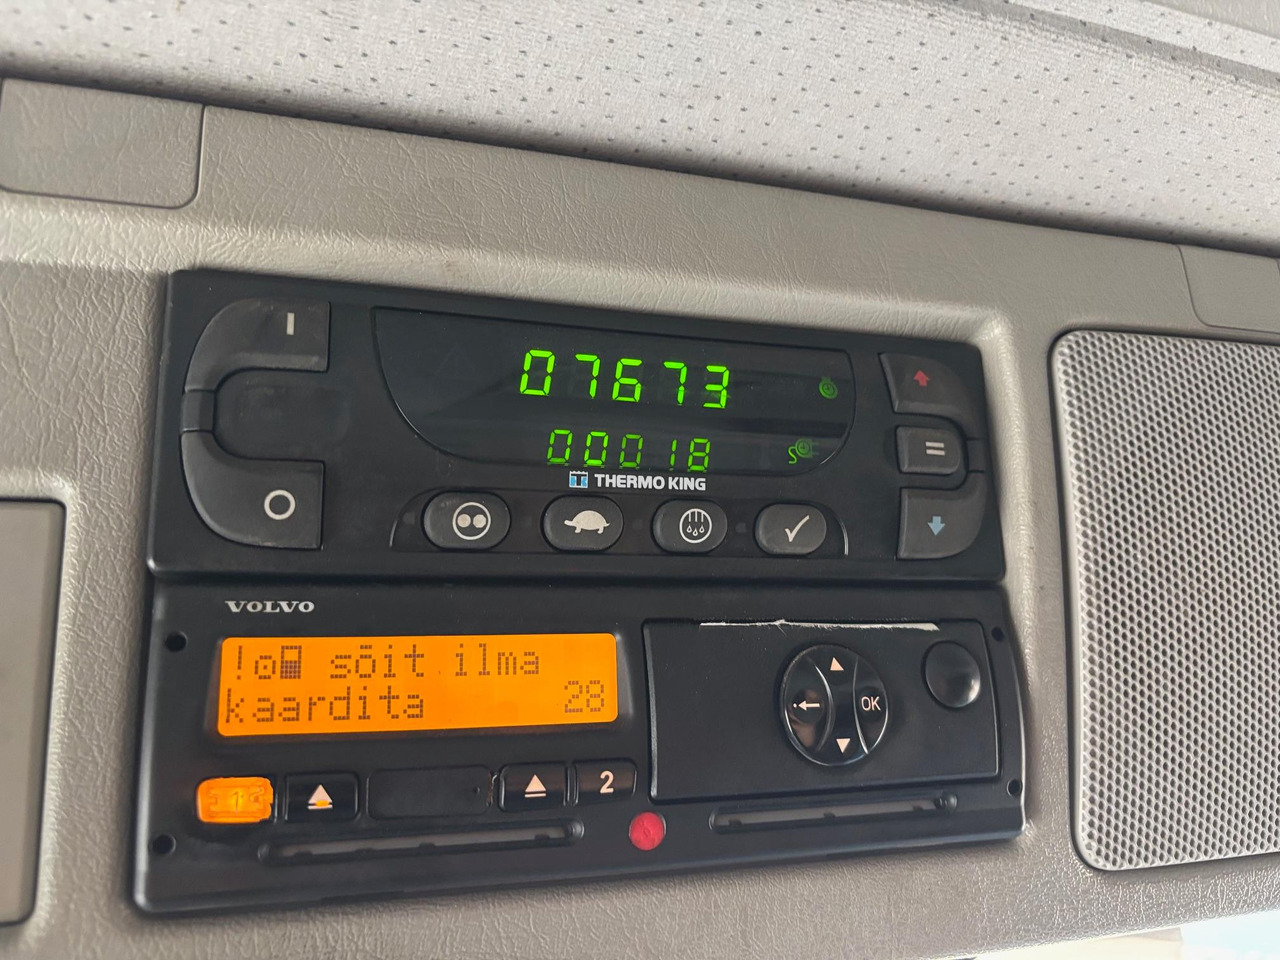 I
07673
00018
THERMO KING
O
=
VOLVO
!⊙ sõit ilma
kaardita 28
1
2
OK